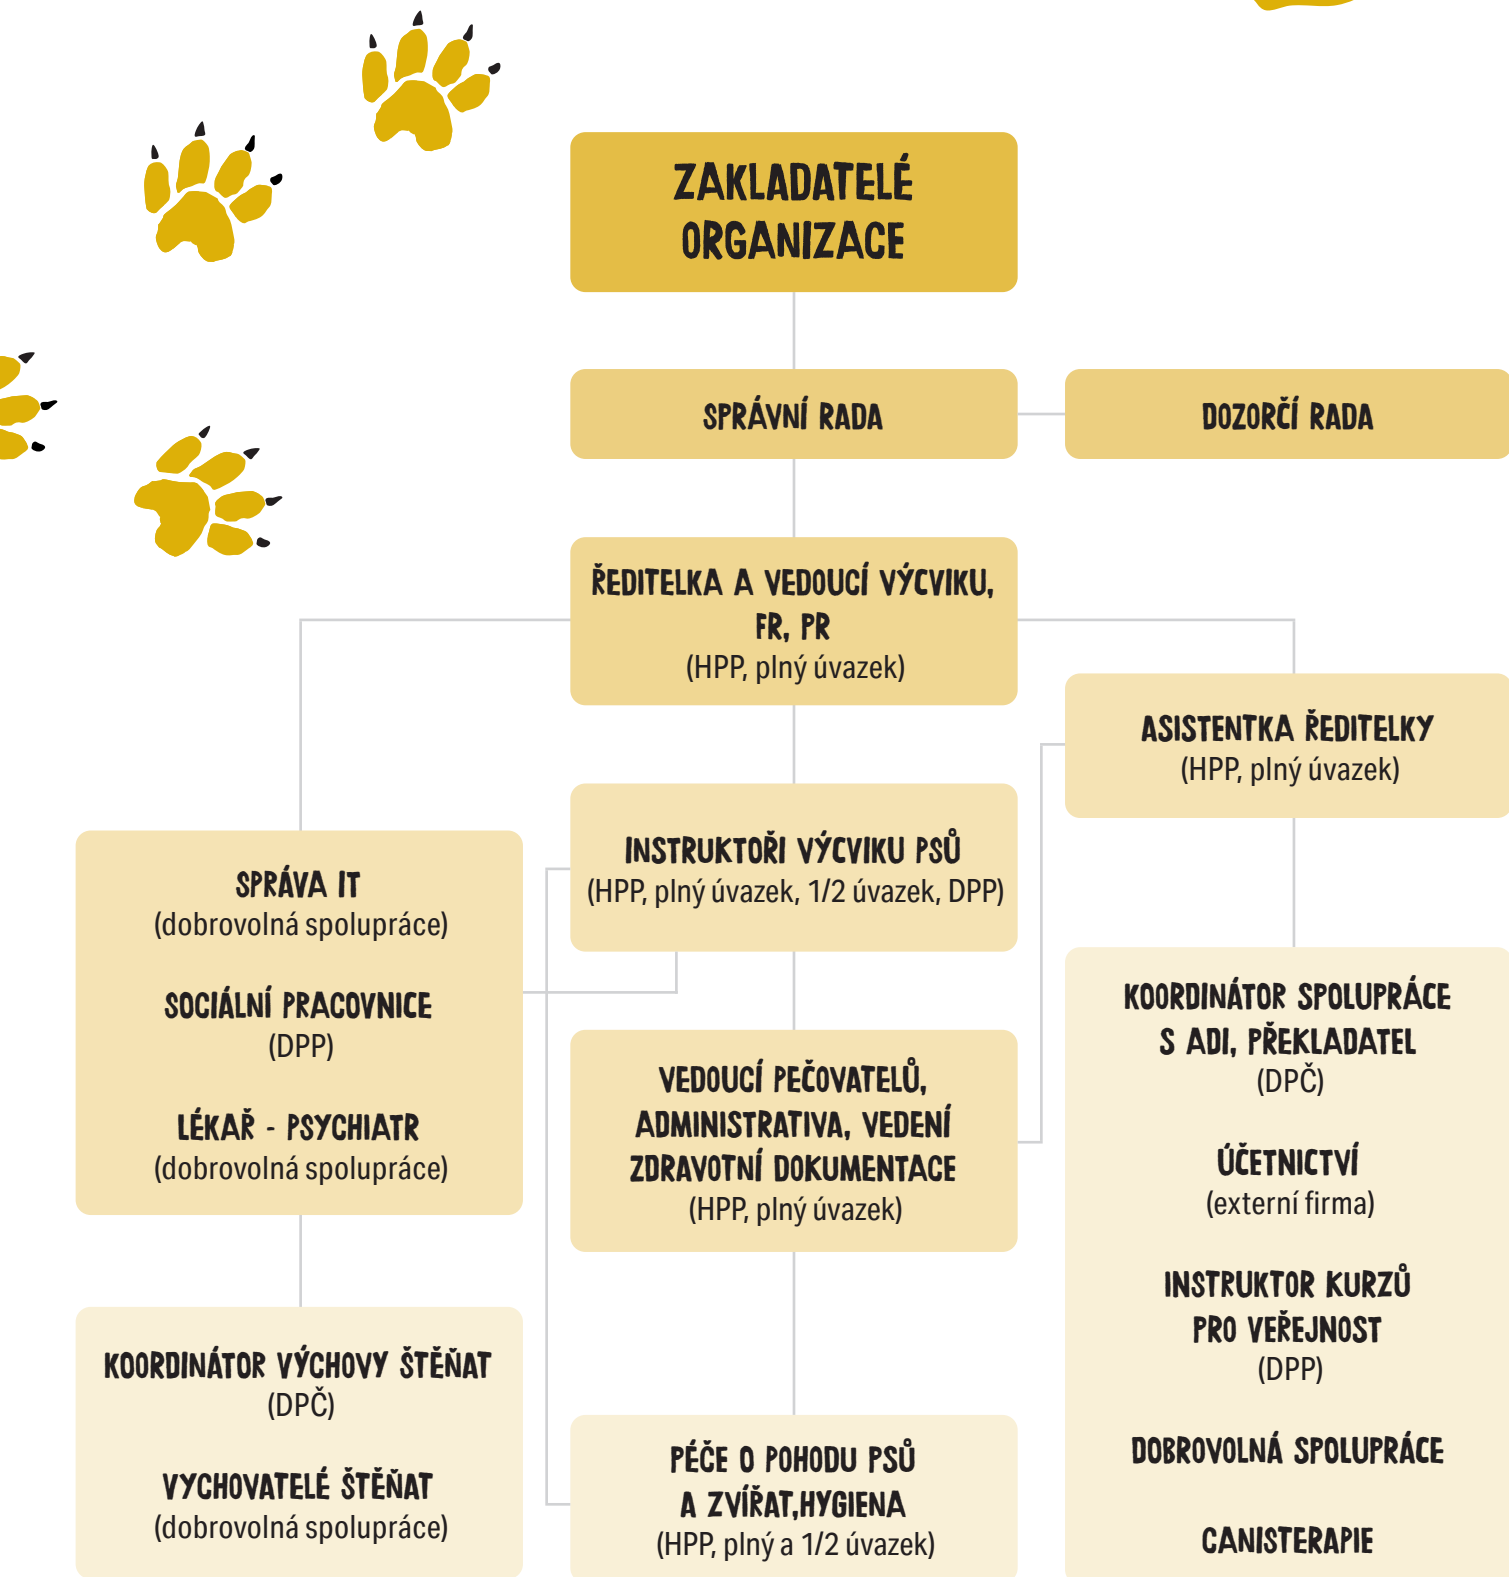 ZAKLADATELÉ
ORGANIZACE
SPRÁVNÍ RADA
DOZORČÍ RADA
ŘEDITELKA A VEDOUCÍ VÝCVIKU,
FR, PR
(HPP, plný úvazek)
ASISTENTKA ŘEDITELKY
(HPP, plný úvazek)
INSTRUKTOŘI VÝCVIKU PSŮ
(HPP, plný úvazek, 1/2 úvazek, DPP)
SPRÁVA IT
(dobrovolná spolupráce)
SOCIÁLNÍ PRACOVNICE
(DPP)
LÉKAŘ - PSYCHIATR
(dobrovolná spolupráce)
VEDOUCÍ PEČOVATELŮ,
ADMINISTRATIVA, VEDENÍ
ZDRAVOTNÍ DOKUMENTACE
(HPP, plný úvazek)
KOORDINÁTOR SPOLUPRÁCE
S ADI, PŘEKLADATEL
(DPČ)
ÚČETNICTVÍ
(externí firma)
INSTRUKTOR KURZŮ
PRO VEŘEJNOST
(DPP)
DOBROVOLNÁ SPOLUPRÁCE
CANISTERAPIE
KOORDINÁTOR VÝCHOVY ŠTĚŇAT
(DPČ)
VYCHOVATELÉ ŠTĚŇAT
(dobrovolná spolupráce)
PÉČE O POHODU PSŮ
A ZVÍŘAT,HYGIENA
(HPP, plný a 1/2 úvazek)